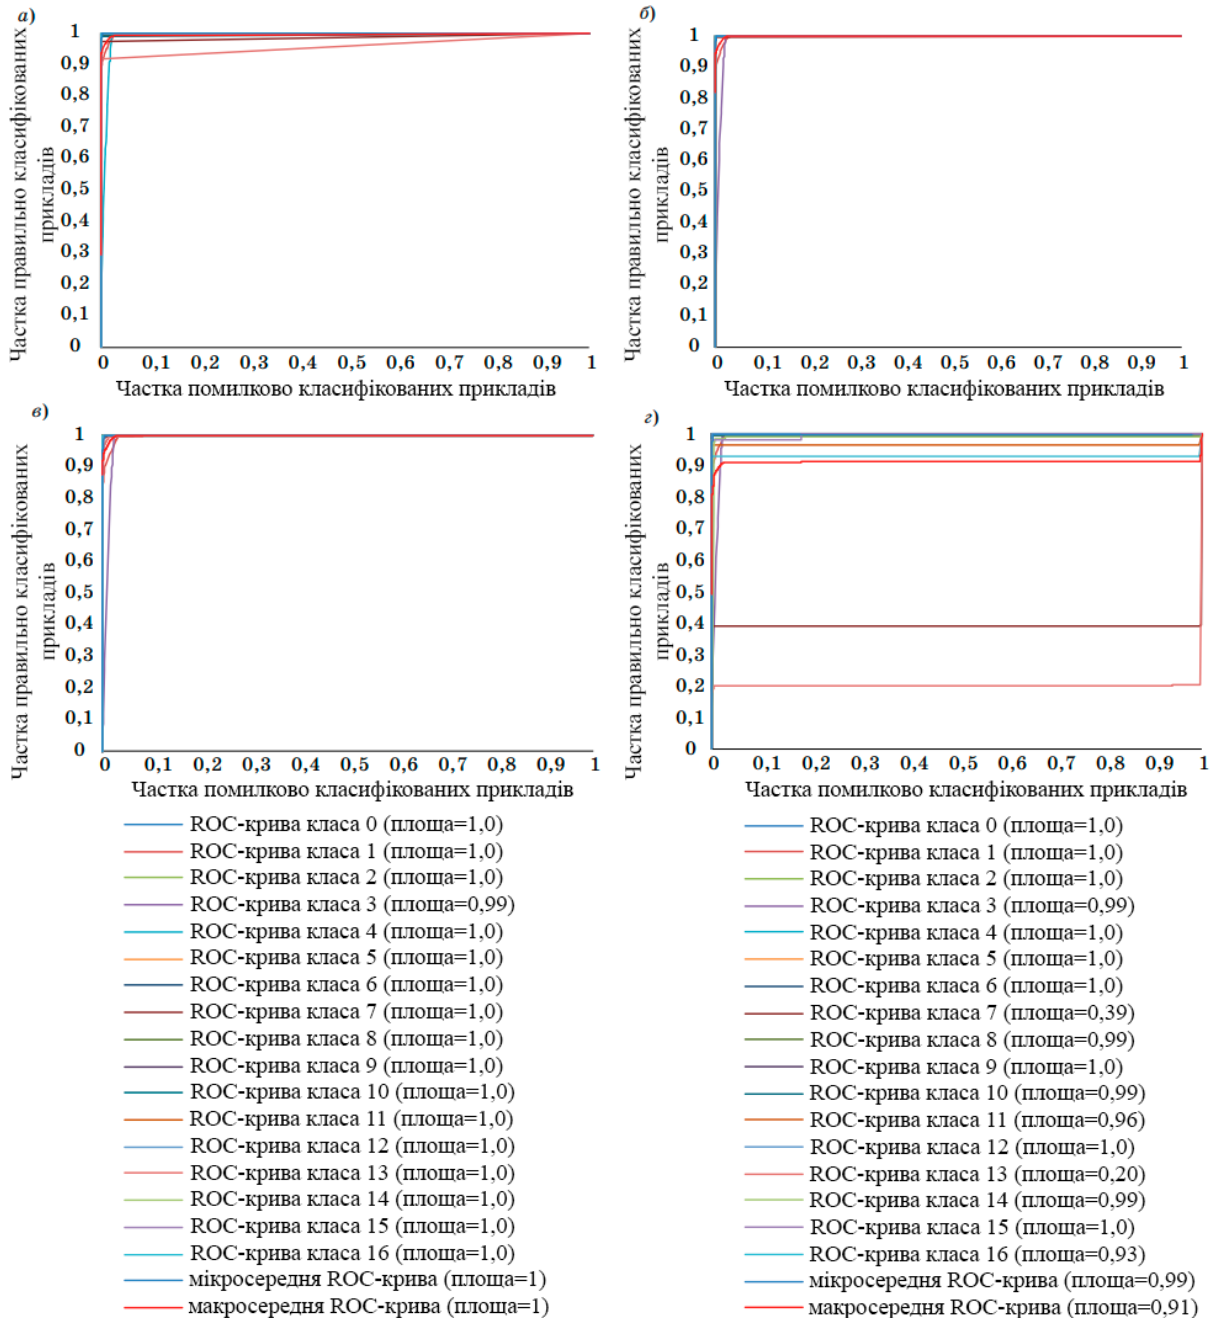 а)
Частка правильно класифікованих
прикладів
1
0,9
0,8
0,7
0,6
0,5
0,4
0,3
0,2
0,1
0
0 0,1 0,2 0,3 0,4 0,5 0,6 0,7 0,8 0,9 1
Частка помилково класифікованих прикладів
б)
Частка правильно класифікованих
прикладів
1
0,9
0,8
0,7
0,6
0,5
0,4
0,3
0,2
0,1
0
0 0,1 0,2 0,3 0,4 0,5 0,6 0,7 0,8 0,9 1
Частка помилково класифікованих прикладів
в)
Частка правильно класифікованих
прикладів
1
0,9
0,8
0,7
0,6
0,5
0,4
0,3
0,2
0,1
0
0 0,1 0,2 0,3 0,4 0,5 0,6 0,7 0,8 0,9 1
Частка помилково класифікованих прикладів
г)
Частка правильно класифікованих
прикладів
1
0,9
0,8
0,7
0,6
0,5
0,4
0,3
0,2
0,1
0
0 0,1 0,2 0,3 0,4 0,5 0,6 0,7 0,8 0,9 1
Частка помилково класифікованих прикладів
ROC-крива класа 0 (площа=1,0)
ROC-крива класа 1 (площа=1,0)
ROC-крива класа 2 (площа=1,0)
ROC-крива класа 3 (площа=0,99)
ROC-крива класа 4 (площа=1,0)
ROC-крива класа 5 (площа=1,0)
ROC-крива класа 6 (площа=1,0)
ROC-крива класа 7 (площа=1,0)
ROC-крива класа 8 (площа=1,0)
ROC-крива класа 9 (площа=1,0)
ROC-крива класа 10 (площа=1,0)
ROC-крива класа 11 (площа=1,0)
ROC-крива класа 12 (площа=1,0)
ROC-крива класа 13 (площа=1,0)
ROC-крива класа 14 (площа=1,0)
ROC-крива класа 15 (площа=1,0)
ROC-крива класа 16 (площа=1,0)
мікросередня ROC-крива (площа=1)
макросередня ROC-крива (площа=1)
ROC-крива класа 0 (площа=1,0)
ROC-крива класа 1 (площа=1,0)
ROC-крива класа 2 (площа=1,0)
ROC-крива класа 3 (площа=0,99)
ROC-крива класа 4 (площа=1,0)
ROC-крива класа 5 (площа=1,0)
ROC-крива класа 6 (площа=1,0)
ROC-крива класа 7 (площа=0,39)
ROC-крива класа 8 (площа=0,99)
ROC-крива класа 9 (площа=1,0)
ROC-крива класа 10 (площа=0,99)
ROC-крива класа 11 (площа=0,96)
ROC-крива класа 12 (площа=1,0)
ROC-крива класа 13 (площа=0,20)
ROC-крива класа 14 (площа=0,99)
ROC-крива класа 15 (площа=1,0)
ROC-крива класа 16 (площа=0,93)
мікросередня ROC-крива (площа=0,99)
макросередня ROC-крива (площа=0,91)